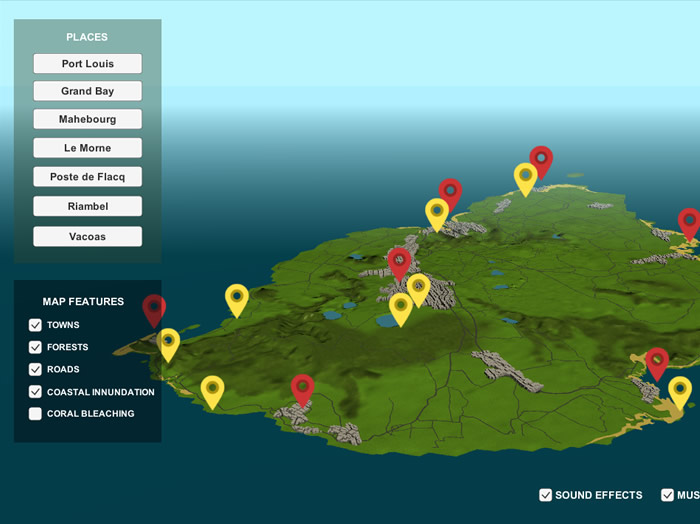 PLACES
Port Louis
Grand Bay
Mahebourg
Le Morne
Poste de Flacq
Riambel
Vacoas
MAP FEATURES
TOWNS
FORESTS
ROADS
COASTAL INNUNDATION
CORAL BLEACHING
SOUND EFFECTS
MUS